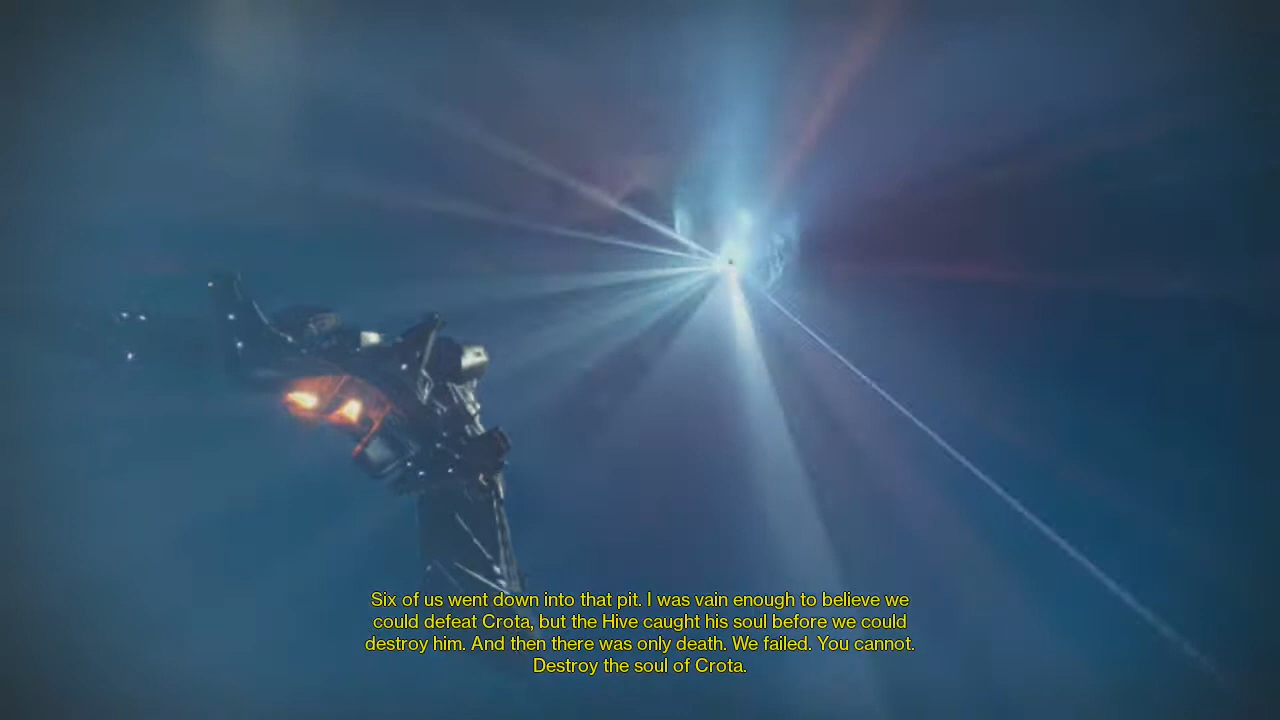 Six of us went down into that pit. I was vain enough to believe we
could defeat Crota, but the Hive caught his soul before we could
destroy him. And then there was only death. We failed. You cannot.
Destroy the soul of Crota.